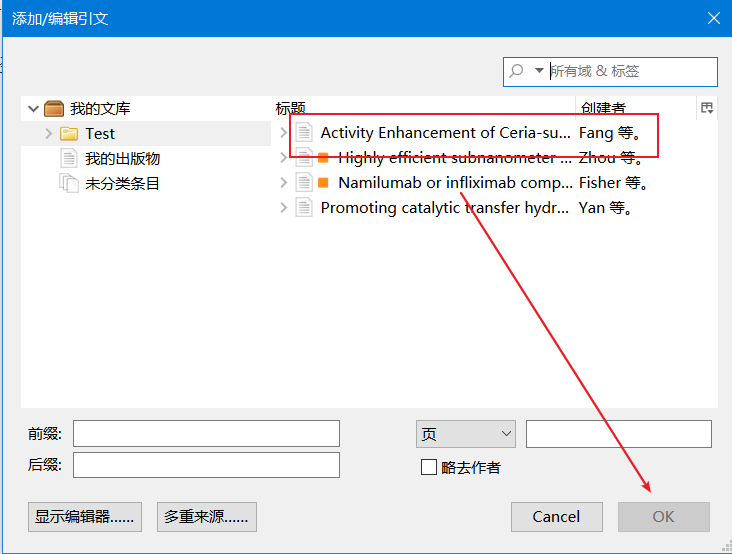 添加/编辑引文
所有域 & 标签
我的文库
Test
我的出版物
未分类条目
标题 创建者
Activity Enhancement of Ceria-su... Fang 等。
Highly efficient subnanometer ... Zhou 等。
Namilumab or infliximab comp... Fisher 等。
Promoting catalytic transfer hydr... Yan 等。
前缀: 页
后缀: 略去作者
显示编辑器...... 多重来源...... Cancel OK